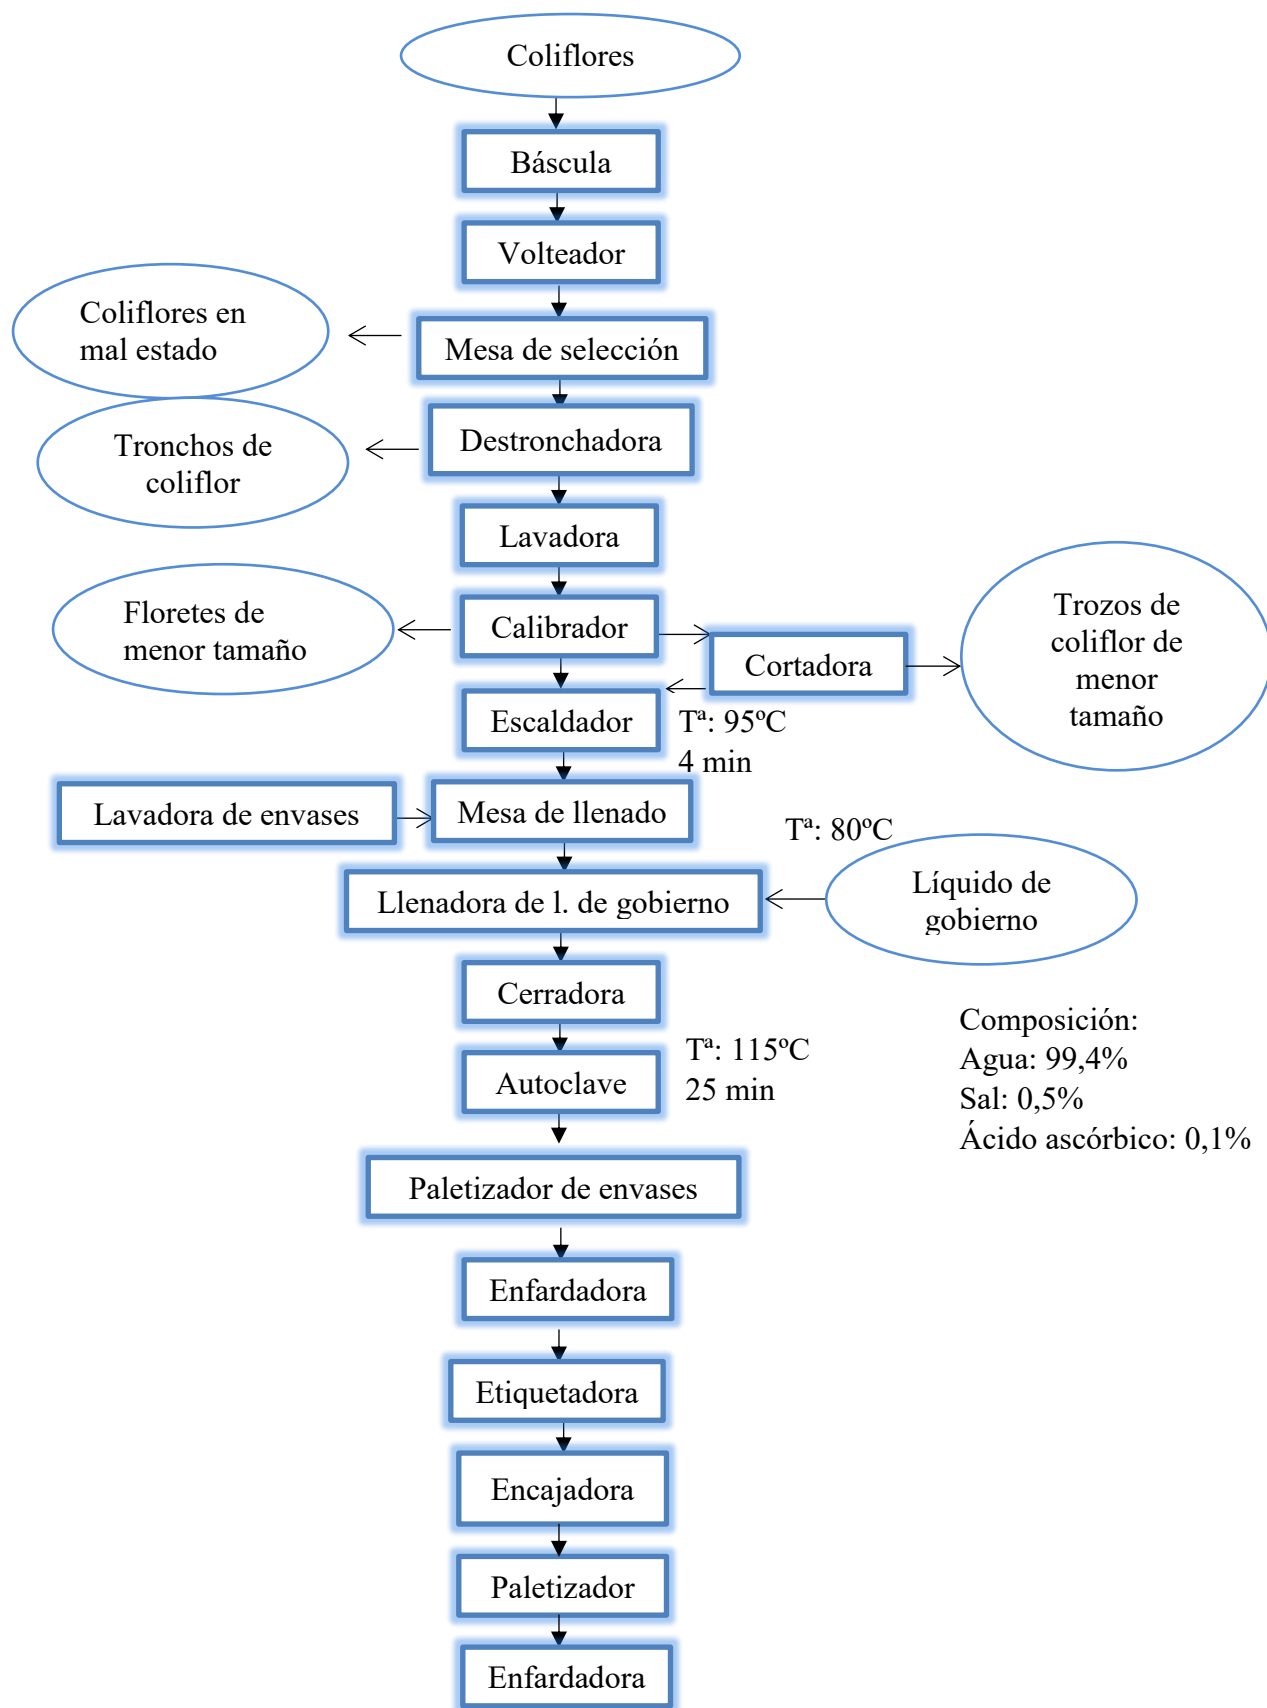 Coliflores
Báscula
Volteador
Coliflores en
mal estado
Mesa de selección
Tronchos de
coliflor
Destronchadora
Lavadora
Floretes de
menor tamaño
Calibrador
Cortadora
Trozos de
coliflor de
menor
tamaño
Escaldador
Tª: 95ºC
4 min
Lavadora de envases
Mesa de llenado
Tª: 80ºC
Llenadora de l. de gobierno
Líquido de
gobierno
Cerradora
Composición:
Agua: 99,4%
Sal: 0,5%
Ácido ascórbico: 0,1%
Autoclave
Tª: 115ºC
25 min
Paletizador de envases
Enfardadora
Etiquetadora
Encajadora
Paletizador
Enfardadora